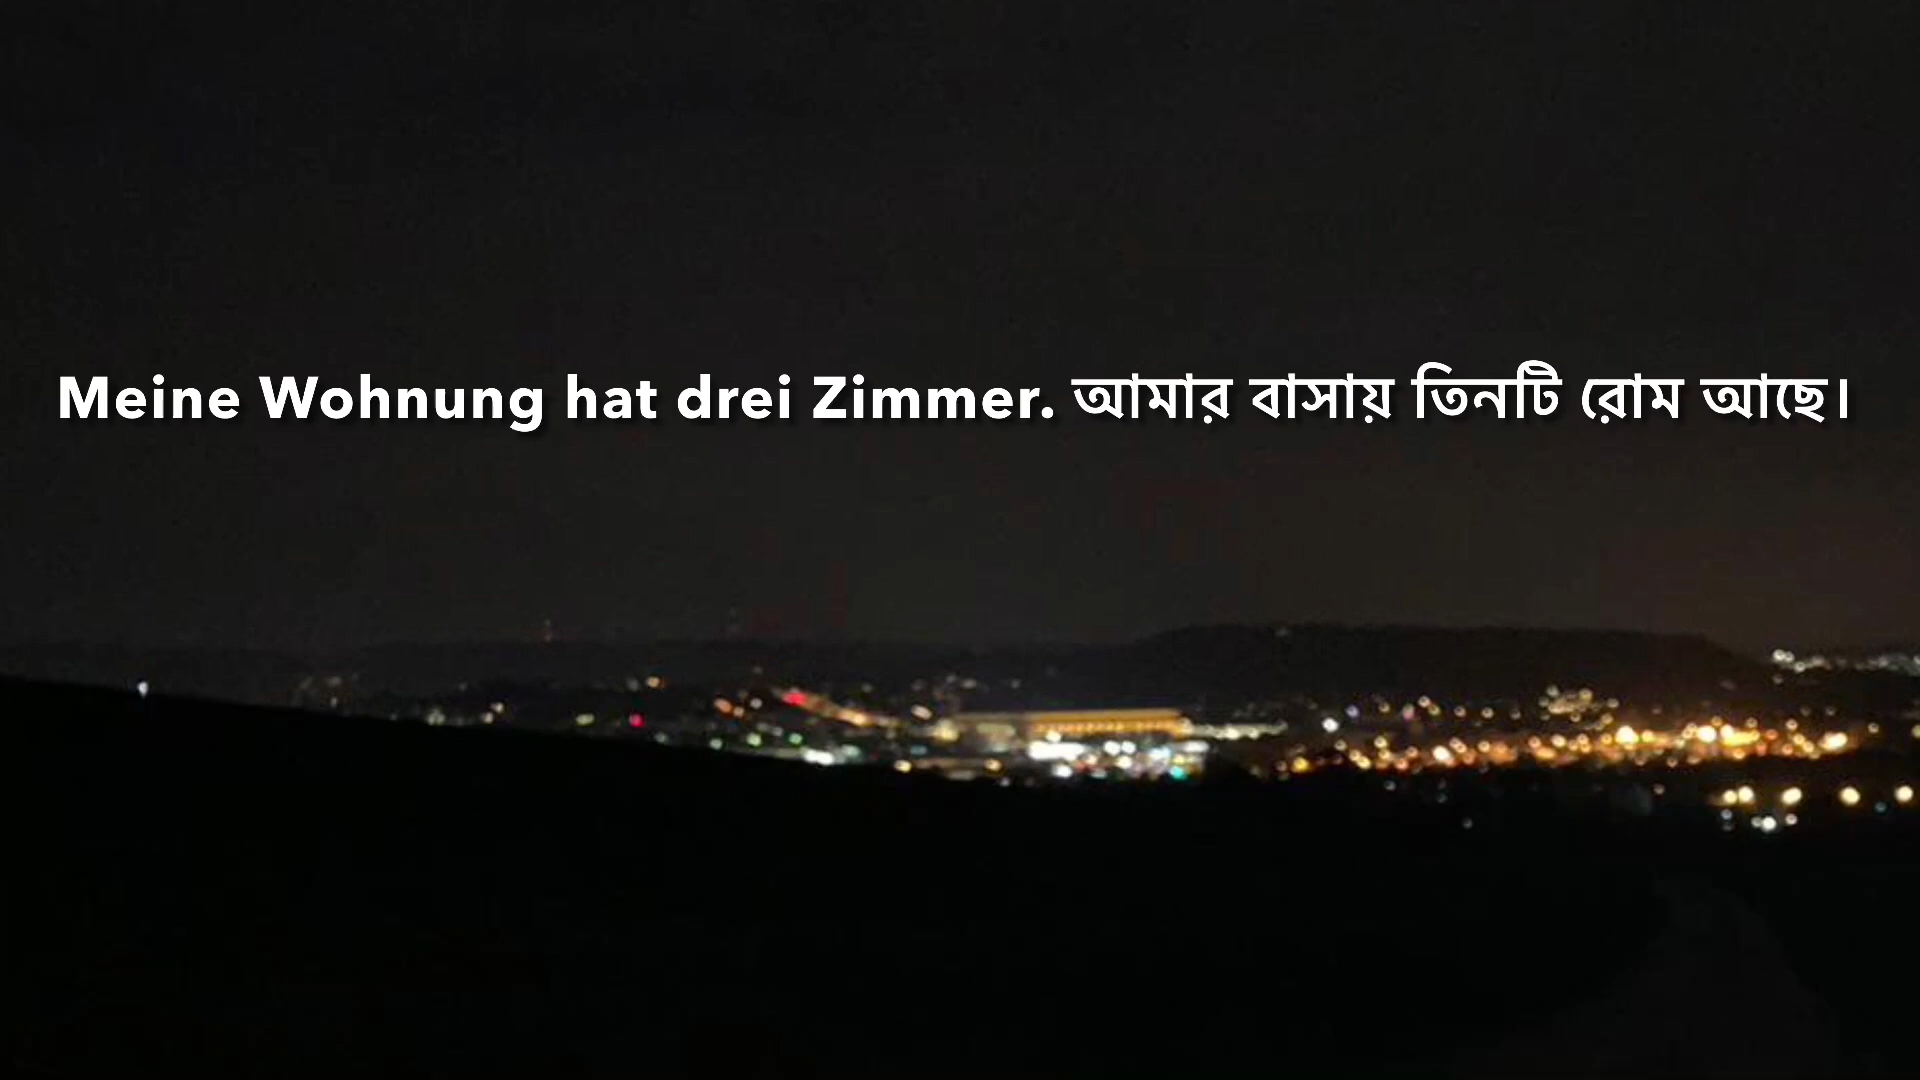 Meine Wohnung hat drei Zimmer. আমার বাসায় তিনটি রোম আছে।